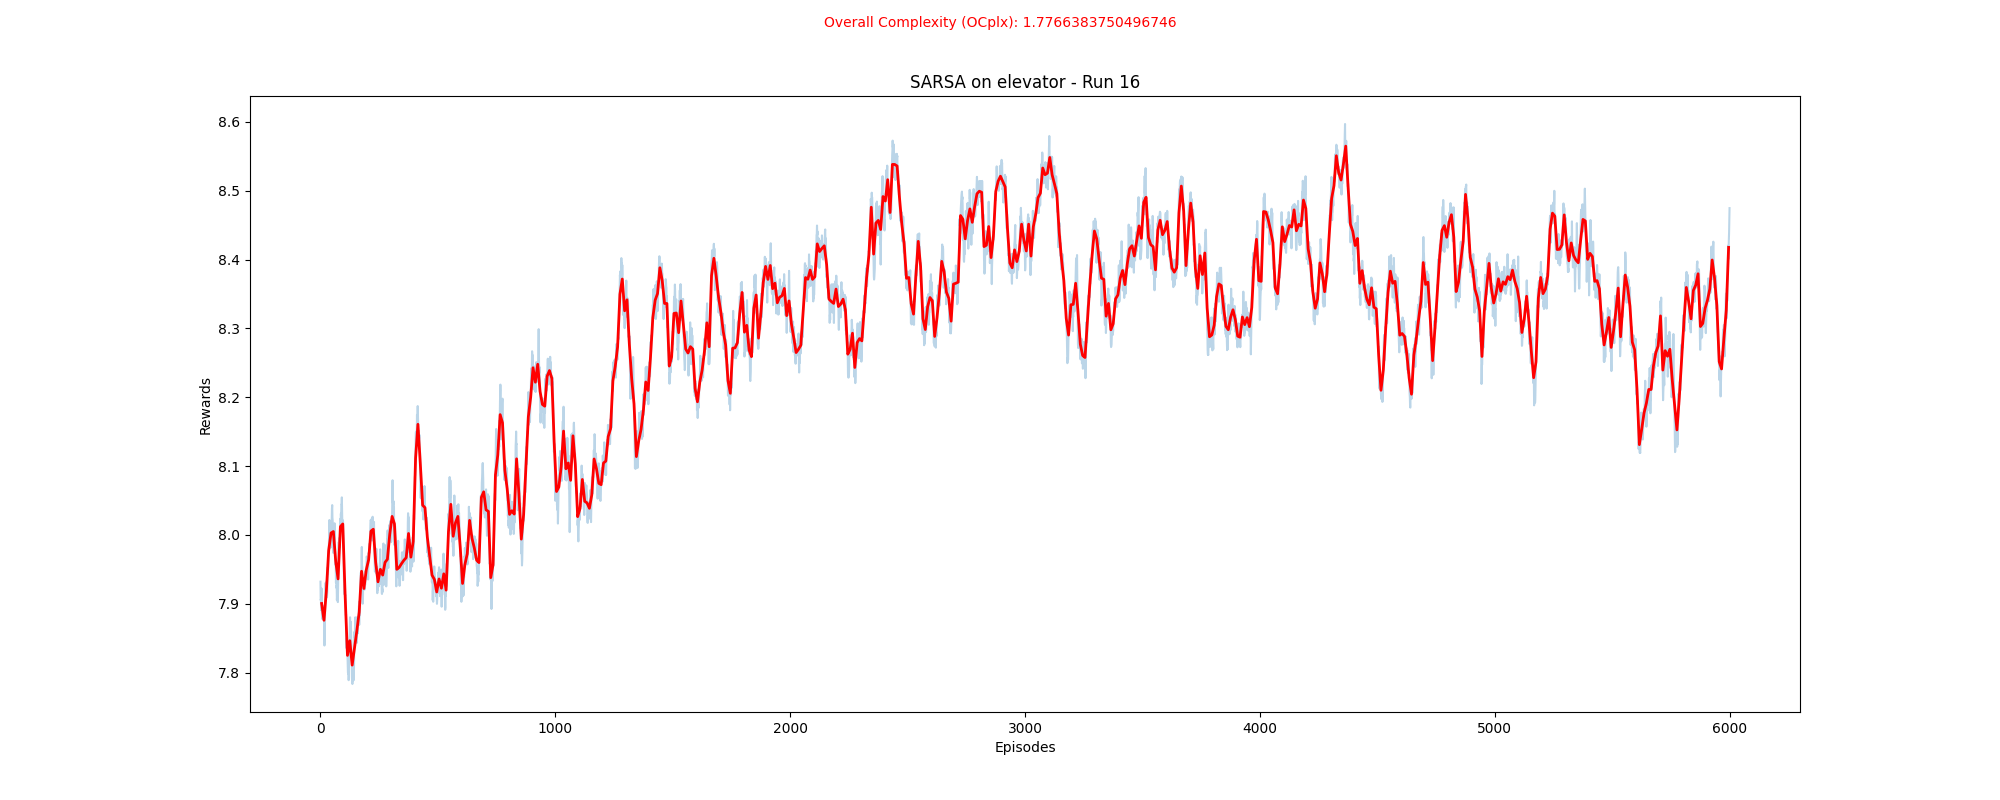 Overall Complexity (OCplx): 1.7766383750496746
SARSA on elevator - Run 16
8.6
8.5
8.4
8.3
8.2
8.1
8.0
7.9
7.8
Rewards
0 1000 2000 3000 4000 5000 6000
Episodes